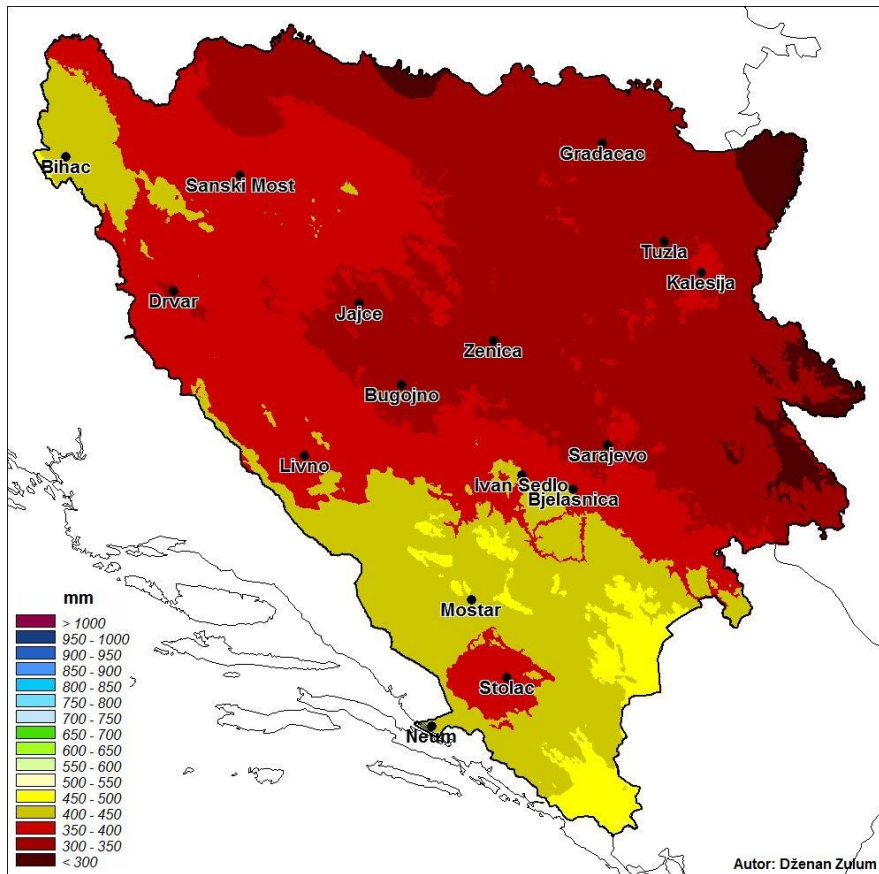 Bihac
Sanski Most
Gradacac
Tuzla
Kalesija
Drvar
Jajce
Zenica
Bugojno
Livno
Sarajevo
Ivan Sedlo
Bjelasnica
Mostar
Stolac
Neum
mm
> 1000
950 - 1000
900 - 950
850 - 900
800 - 850
750 - 800
700 - 750
650 - 700
600 - 650
550 - 600
500 - 550
450 - 500
400 - 450
350 - 400
300 - 350
< 300
Autor: Dženan Zulum